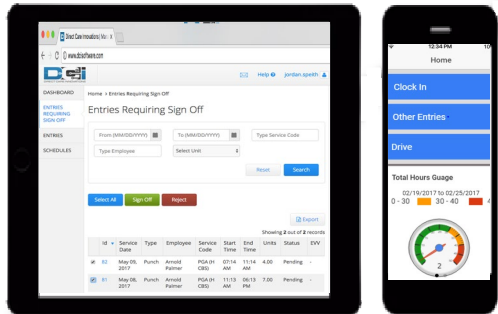 Direct Care Innovations | Man X
www.dcisoftware.com
DCI
Help jordan.speith
DASHBOARD
ENTRIES
REQUIRING
SIGN OFF
ENTRIES
SCHEDULES
Home > Entries Requiring Sign Off
Entries Requiring Sign Off
From (MM/DD/YYYY) To (MM/DD/YYYY) Type Service Code
Type Employee Select Unit
Reset Search
Select All Sign Off Reject
Export
Showing 2 out of 2 records
Id Service Date Type Employee Service Code Start Time End Time Units Status EVV
82 May 09, 2017 Punch Arnold Palmer PGA (H CBS) 07:14 AM 11:14 AM 4.00 Pending -
81 May 08, 2017 Punch Arnold Palmer PGA (H CBS) 11:13 AM 06:13 PM 7.00 Pending -
12:34 PM 10
Home
Clock In
Other Entries
Drive
Total Hours Guage
02/19/2017 to 02/25/2017
0 - 30 30 - 40 4
2